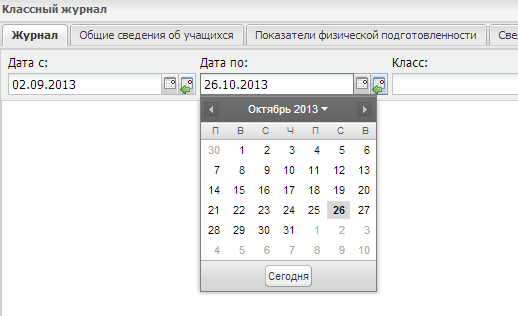 Классный журнал
Журнал Общие сведения об учащихся Показатели физической подготовленности Све
Дата с: Дата по: Класс:
02.09.2013 26.10.2013
Октябрь 2013
П В С Ч П С В
30 1 2 3 4 5 6
7 8 9 10 11 12 13
14 15 16 17 18 19 20
21 22 23 24 25 26 27
28 29 30 31 1 2 3
4 5 6 7 8 9 10
Сегодня